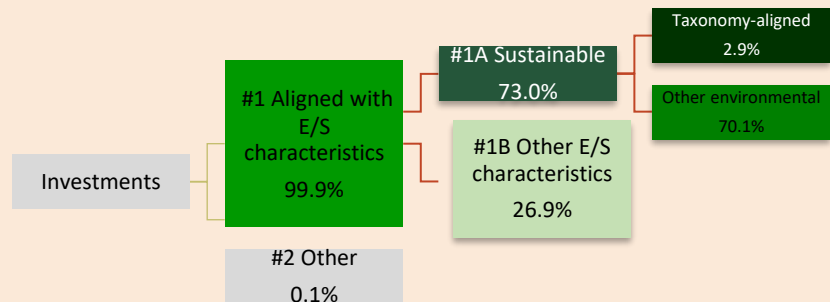 Investments
#1 Aligned with
E/S
characteristics
99.9%
#2 Other
0.1%
#1A Sustainable
73.0%
#1B Other E/S
characteristics
26.9%
Taxonomy-aligned
2.9%
Other environmental
70.1%